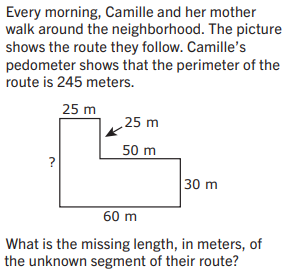 Every morning, Camille and her mother
walk around the neighborhood. The picture
shows the route they follow. Camille’s
pedometer shows that the perimeter of the
route is 245 meters.
25 m
25 m
50 m
?
30 m
60 m
What is the missing length, in meters, of
the unknown segment of their route?